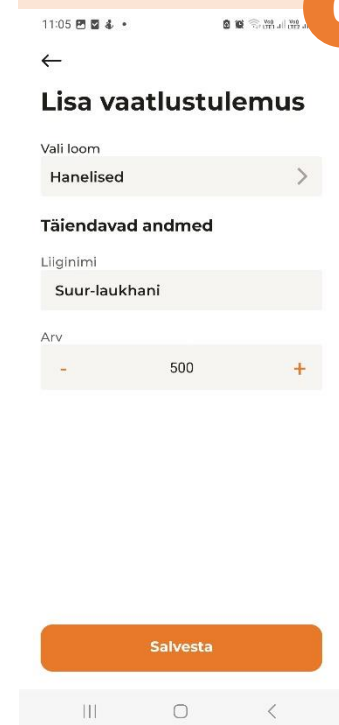 11:05
Lisa vaatlustulemus
Vali loom
Hanelised
Täiendavad andmed
Liiginimi
Suur-laukhani
Arv
- 500 +
Salvesta